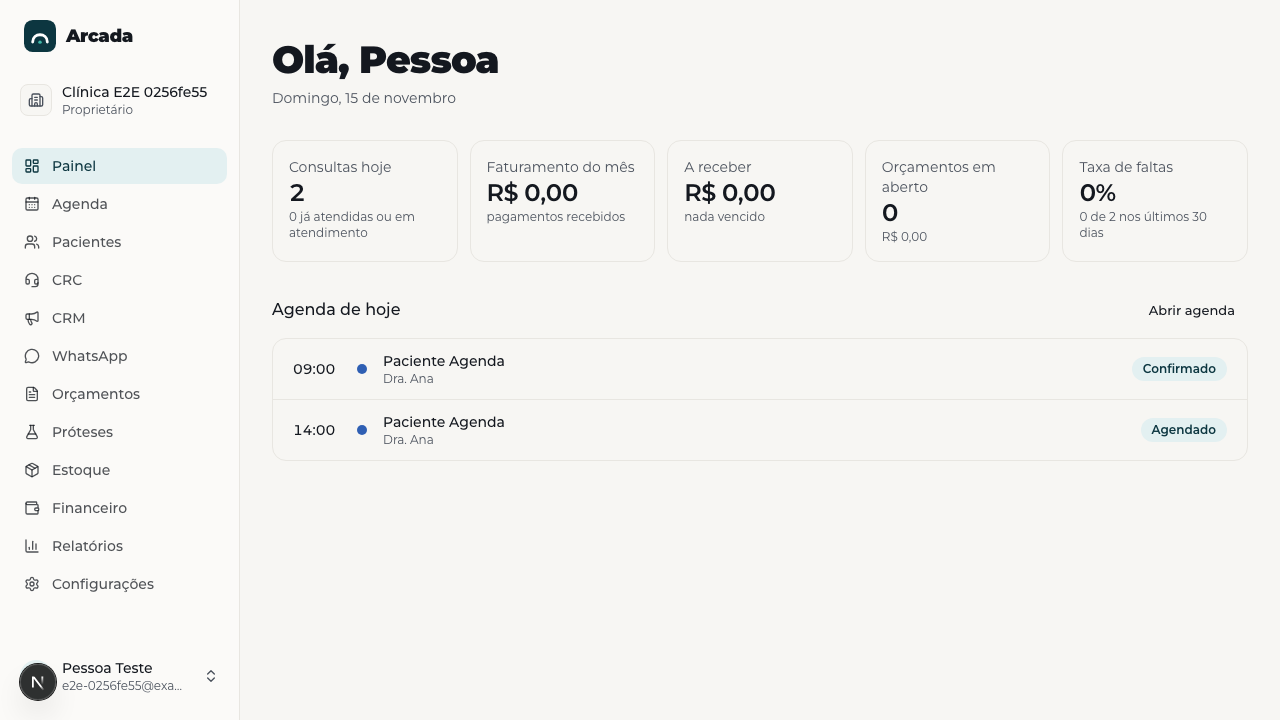 Arcada
Clínica E2E 0256fe55
Proprietário
Painel
Agenda
Pacientes
CRC
CRM
WhatsApp
Orçamentos
Próteses
Estoque
Financeiro
Relatórios
Configurações
N
Pessoa Teste
e2e-0256fe55@exa...
Olá, Pessoa
Domingo, 15 de novembro
Consultas hoje
2
0 já atendidas ou em
atendimento
Faturamento do mês
R$ 0,00
pagamentos recebidos
A receber
R$ 0,00
nada vencido
Orçamentos em
aberto
0
R$ 0,00
Taxa de faltas
0%
0 de 2 nos últimos 30
dias
Agenda de hoje
Abrir agenda
09:00
Paciente Agenda
Dra. Ana
Confirmado
14:00
Paciente Agenda
Dra. Ana
Agendado